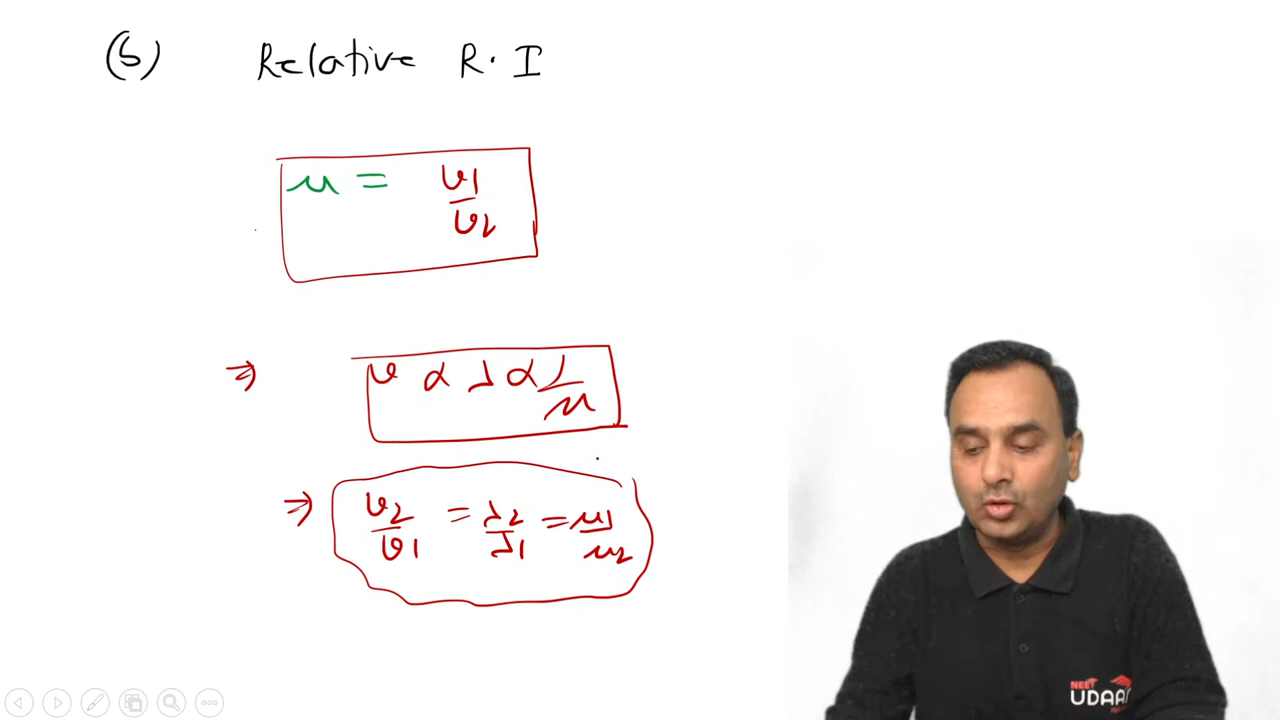 (5) Relative R. I
μ = v1/v2
⇒ v α λ α 1/μ
⇒ v2/v1 = λ2/λ1 = μ1/μ2
NEET
UDAAN